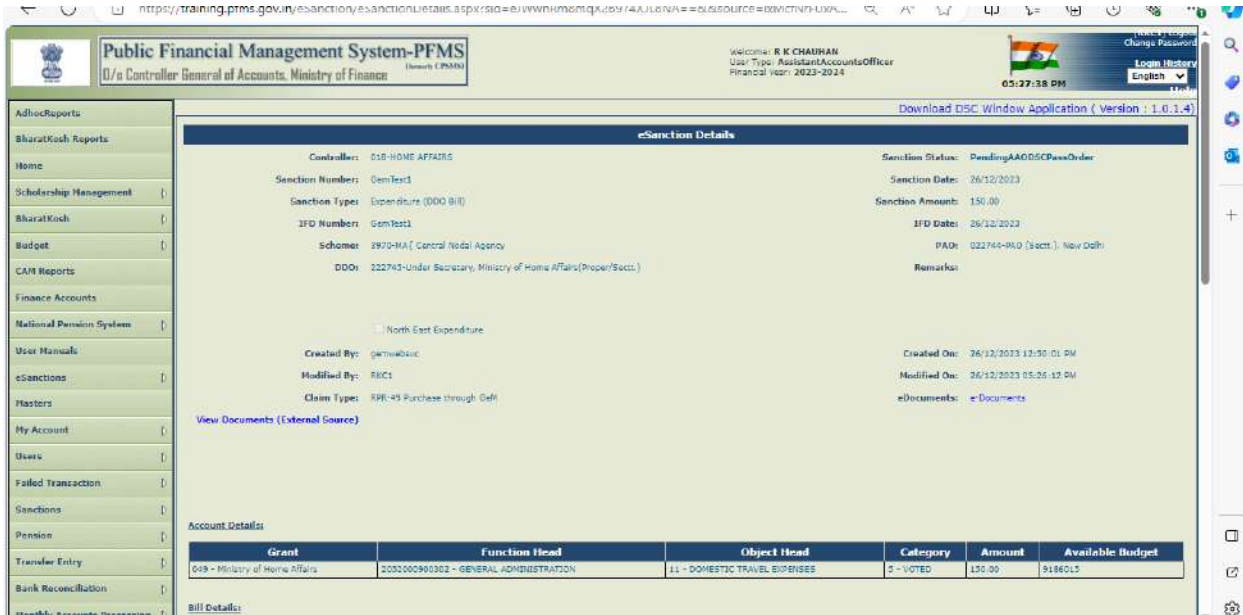 Public Financial Management System-PFMS
(Formerly CPSMS)
O/o Controller General of Accounts, Ministry of Finance
Welcome: R K CHAUHAN
User Type: AssistantAccountsOfficer
Financial Year: 2023-2024
05:27:38 PM
Change Password
Login History
English
Download DSC Window Application ( Version : 1.0.1.4)
AdhocReports
BharatKosh Reports
Home
Scholarship Management
BharatKosh
Budget
CAM Reports
Finance Accounts
National Pension System
User Manuals
eSanctions
Masters
My Account
Users
Failed Transaction
Sanctions
Pension
Transfer Entry
Bank Reconciliation
eSanction Details
Controller: 018-HOME AFFAIRS Sanction Status: PendingAAODSCPassOrder
Sanction Number: GemTest1 Sanction Date: 26/12/2023
Sanction Type: Expenditure (DDO Bill) Sanction Amount: 150.00
IFD Number: GemTest1 IFD Date: 26/12/2023
Scheme: 3970-MA[ Central Nodal Agency PAO: 022744-PAO (Sectt.), New Delhi
DDO: 222745-Under Secretary, Ministry of Home Affairs(Proper/Sectt.) Remarks:
North East Expenditure
Created By: gemwebsvc Created On: 26/12/2023 12:50:01 PM
Modified By: RKC1 Modified On: 26/12/2023 05:26:12 PM
Claim Type: RPR-45 Purchase through GeM eDocuments: e-Documents
View Documents (External Source)
Account Details:
Grant Function Head Object Head Category Amount Available Budget
049 - Ministry of Home Affairs 2052000900302 - GENERAL ADMINISTRATION 11 - DOMESTIC TRAVEL EXPENSES 5 - VOTED 150.00 9186015
Bill Details: